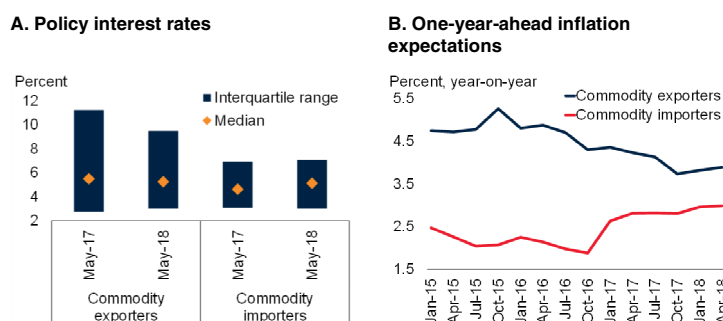 A. Policy interest rates
Percent
12
10
8
6
4
2
Interquartile range
Median
May-17
May-18
May-17
May-18
Commodity
exporters
Commodity
importers
B. One-year-ahead inflation
expectations
Percent, year-on-year
5.5
4.5
3.5
2.5
1.5
Commodity exporters
Commodity importers
Jan-15
Apr-15
Jul-15
Oct-15
Jan-16
Apr-16
Jul-16
Oct-16
Jan-17
Apr-17
Jul-17
Oct-17
Jan-18
Apr-18